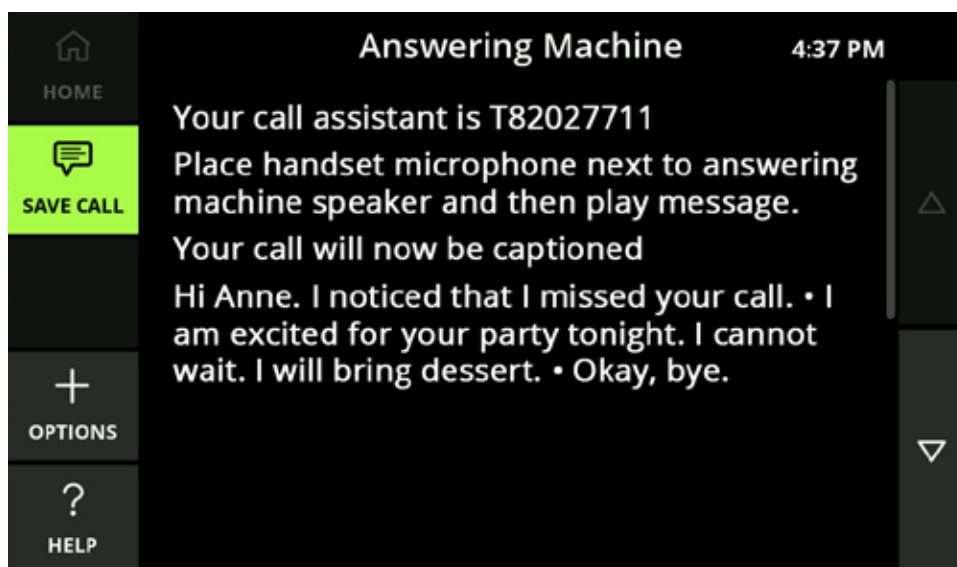 Answering Machine
4:37 PM
HOME
SAVE CALL
OPTIONS
?
HELP
Your call assistant is T82027711
Place handset microphone next to answering
machine speaker and then play message.
Your call will now be captioned
Hi Anne. I noticed that I missed your call. • I
am excited for your party tonight. I cannot
wait. I will bring dessert. • Okay, bye.